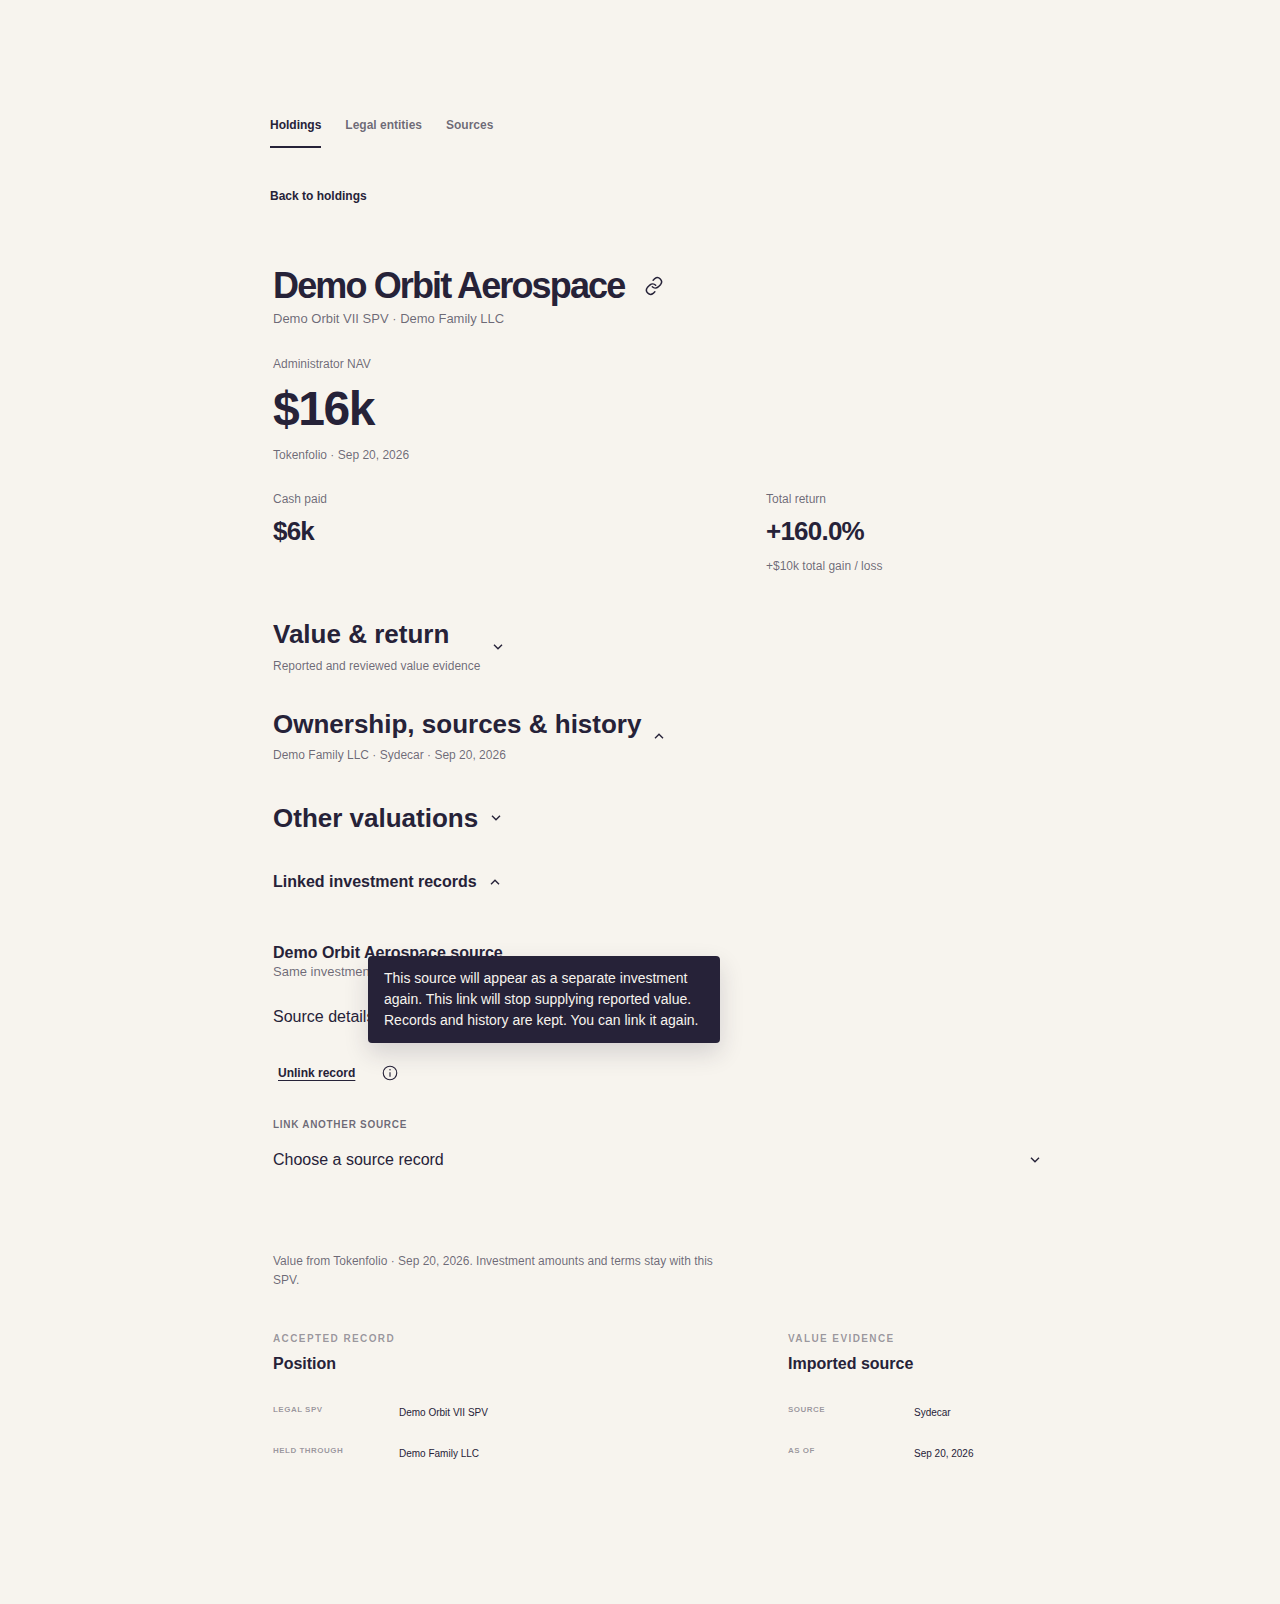 Holdings Legal entities Sources
Back to holdings
Demo Orbit Aerospace
Demo Orbit VII SPV · Demo Family LLC
Administrator NAV
$16k
Tokenfolio · Sep 20, 2026
Cash paid Total return
$6k +160.0%
+$10k total gain / loss
Value & return
Reported and reviewed value evidence
Ownership, sources & history
Demo Family LLC · Sydecar · Sep 20, 2026
Other valuations
Linked investment records
Demo Orbit Aerospace source
Same investmen
This source will appear as a separate investment
again. This link will stop supplying reported value.
Records and history are kept. You can link it again.
Source details
Unlink record
LINK ANOTHER SOURCE
Choose a source record
Value from Tokenfolio · Sep 20, 2026. Investment amounts and terms stay with this
SPV.
ACCEPTED RECORD VALUE EVIDENCE
Position Imported source
LEGAL SPV Demo Orbit VII SPV SOURCE Sydecar
HELD THROUGH Demo Family LLC AS OF Sep 20, 2026